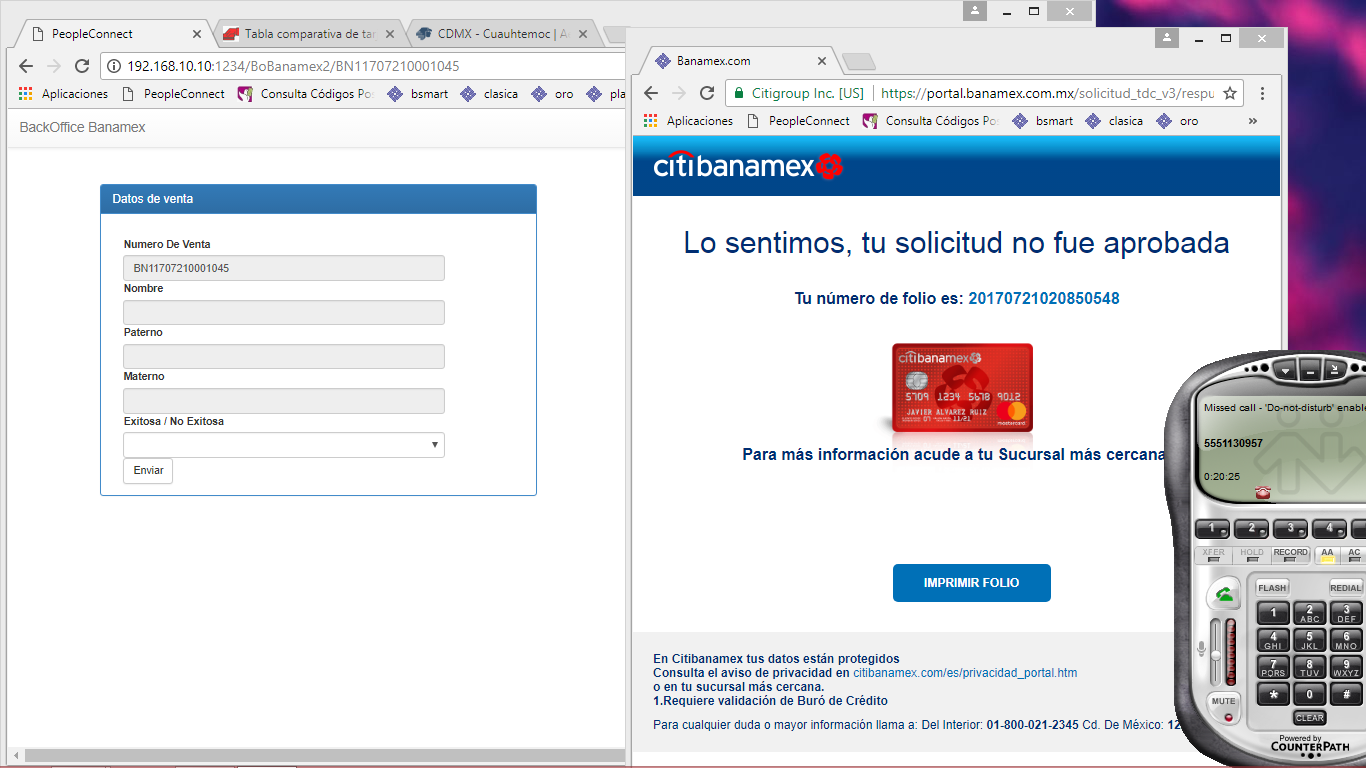 PeopleConnect
Tabla comparativa de tar
CDMX - Cuauhtemoc | A
192.168.10.10:1234/BoBanamex2/BN11707210001045
Aplicaciones PeopleConnect Consulta Códigos Po bsmart clasica oro pla
BackOffice Banamex
Datos de venta
Numero De Venta
BN11707210001045
Nombre
Paterno
Materno
Exitosa / No Exitosa
Enviar
Banamex.com
Citigroup Inc. [US] https://portal.banamex.com.mx/solicitud_tdc_v3/respu
Aplicaciones PeopleConnect Consulta Códigos Po bsmart clasica oro »
citibanamex
Lo sentimos, tu solicitud no fue aprobada
Tu número de folio es: 20170721020850548
citibanamex
5709 1234 5678 9012
07 11/21
JAVIER ALVAREZ RUIZ
mastercard
Para más información acude a tu Sucursal más cercana
IMPRIMIR FOLIO
En Citibanamex tus datos están protegidos
Consulta el aviso de privacidad en citibanamex.com/es/privacidad_portal.htm
o en tu sucursal más cercana.
1.Requiere validación de Buró de Crédito
Para cualquier duda o mayor información llama a: Del Interior: 01-800-021-2345 Cd. De México: 12
Missed call - 'Do-not-disturb' enable
5551130957
0:20:25
1 2 3 4
XFER HOLD RECORD AA AC
FLASH REDIAL
1 2 ABC 3 DEF
4 GHI 5 JKL 6 MNO
7 PQRS 8 TUV 9 WXYZ
* 0 #
MUTE
CLEAR
Powered by
COUNTERPATH